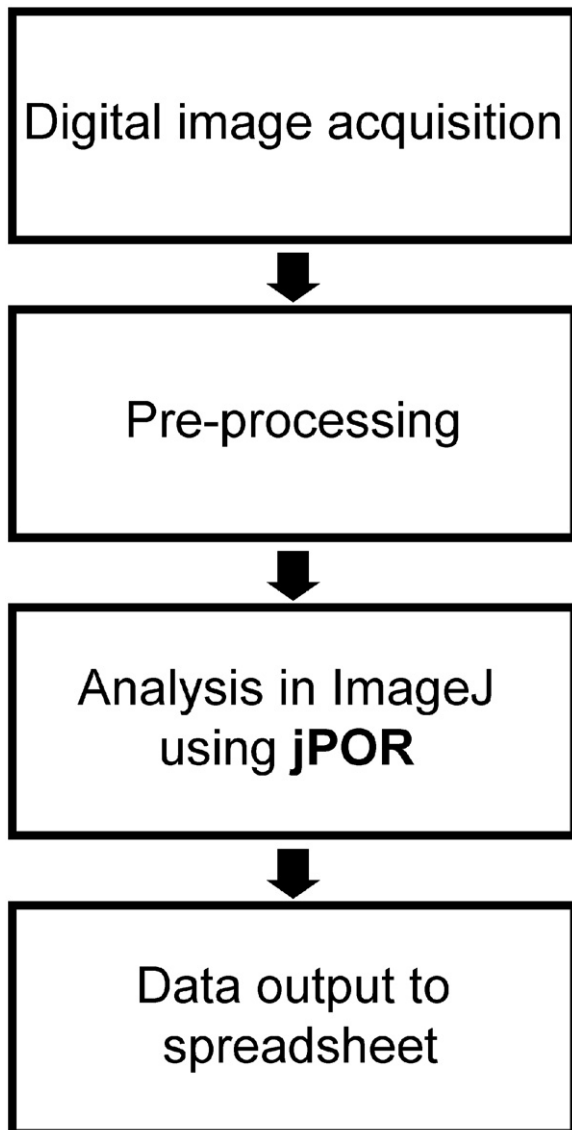 Digital image acquisition
Pre-processing
Analysis in ImageJ
using jPOR
Data output to
spreadsheet